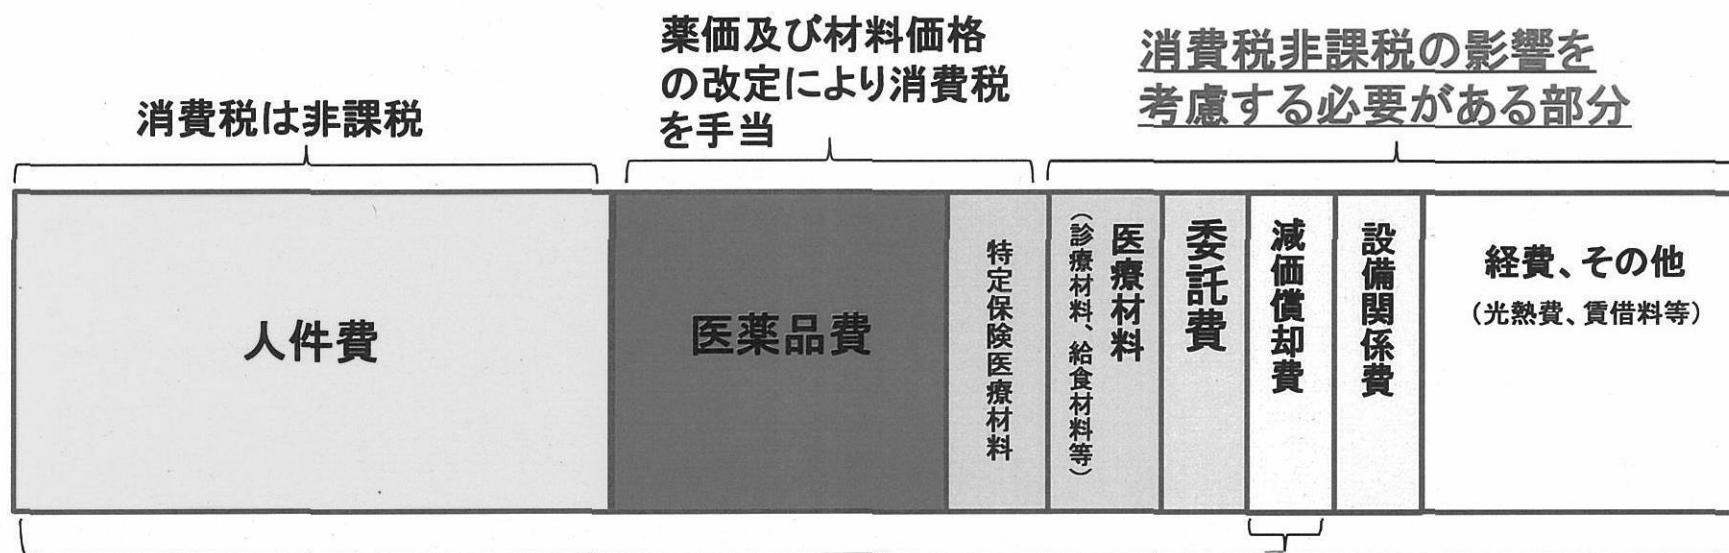 消費税は非課税
薬価及び材料価格
の改定により消費税
を手当
消費税非課税の影響を
考慮する必要がある部分
人件費
医薬品費
特定保険医療材料
医療材料
（診療材料、給食材料等）
委託費
減価償却費
設備関係費
経費、その他
（光熱費、賃借料等）